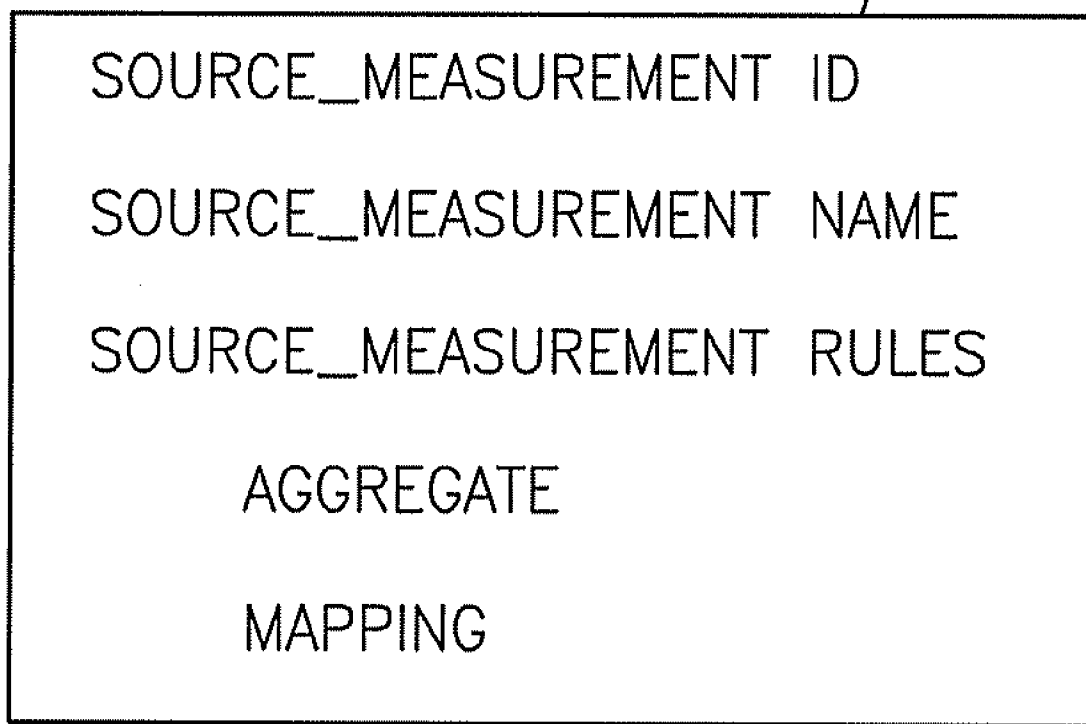 SOURCE_MEASUREMENT ID
SOURCE_MEASUREMENT NAME
SOURCE_MEASUREMENT RULES
AGGREGATE
MAPPING